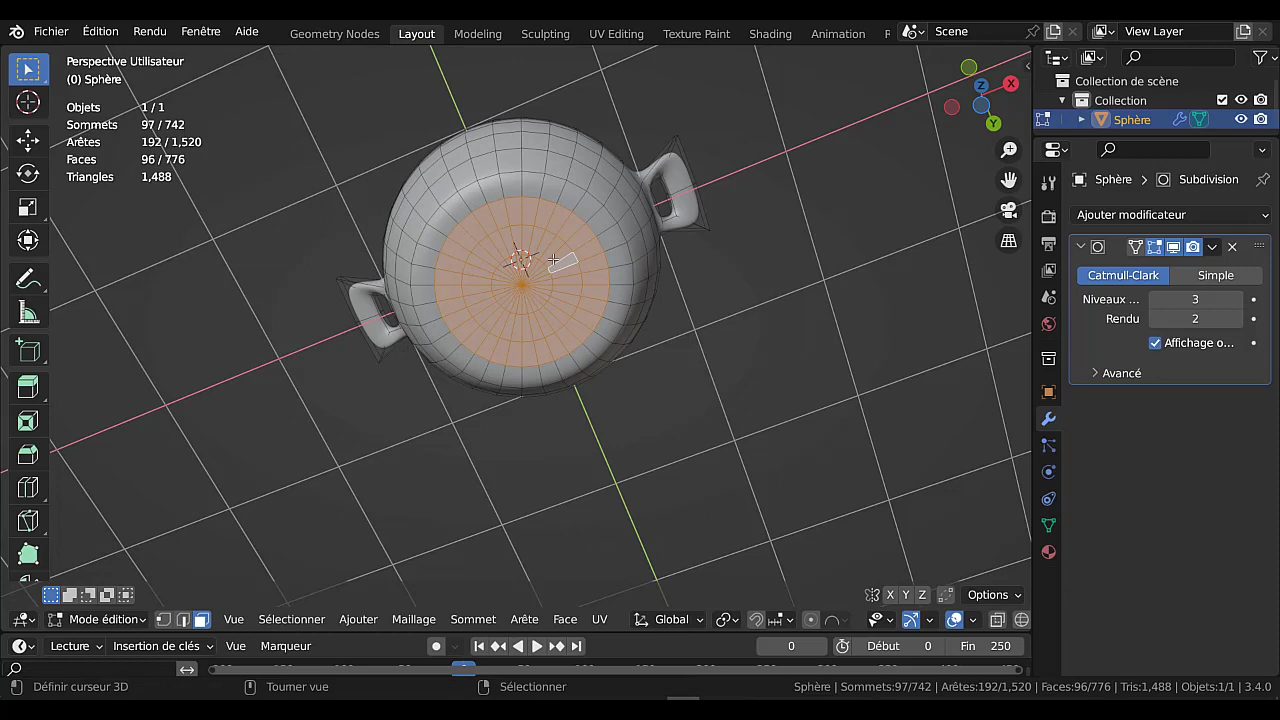 Fichier Édition Rendu Fenêtre Aide Geometry Nodes Layout Modeling Sculpting UV Editing Texture Paint Shading Animation Scene View Layer
Perspective Utilisateur
(0) Sphère
Objets 1 / 1
Sommets 97 / 742
Arêtes 192 / 1,520
Faces 96 / 776
Triangles 1,488
X
Y
Z
Collection de scène
Collection
Sphère
Sphère > Subdivision
Ajouter modificateur
Catmull-Clark Simple
Niveaux ... 3
Rendu 2
Affichage o...
Avancé
X Y Z Options
Mode édition Vue Sélectionner Ajouter Maillage Sommet Arête Face UV Global
Lecture Insertion de clés Vue Marqueur 0 Début 0 Fin 250
Définir curseur 3D Tourner vue Sélectionner Sphère | Sommets:97/742 | Arêtes:192/1,520 | Faces:96/776 | Tris:1,488 | Objets:1/1 | 3.4.0